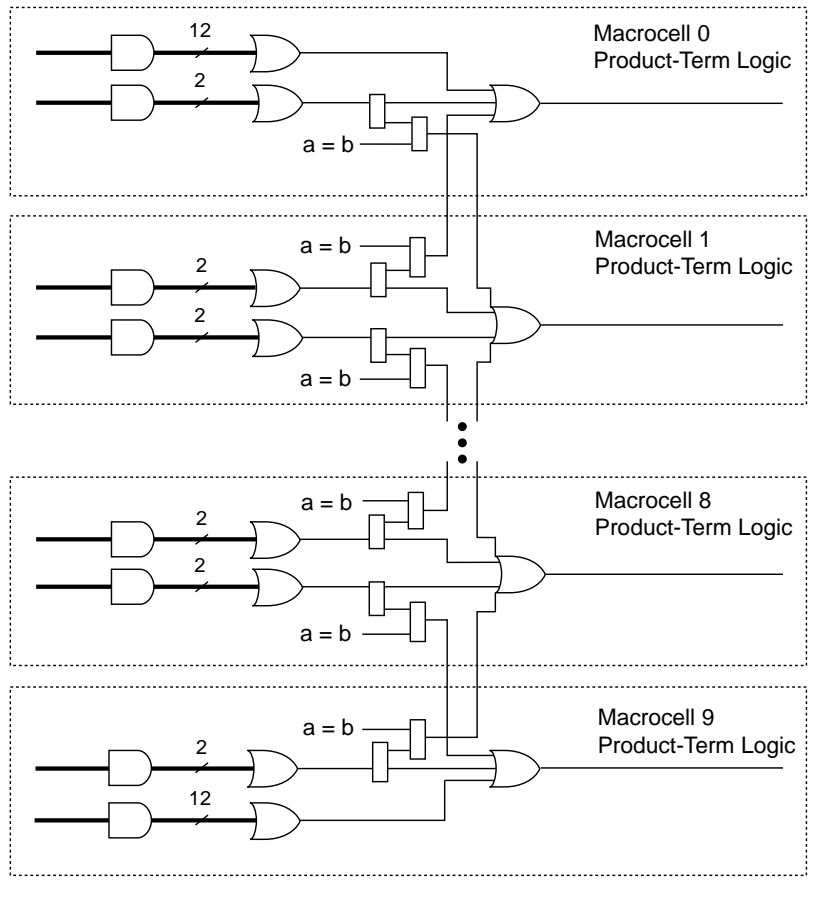 12
Macrocell 0
Product-Term Logic
2
a = b
Macrocell 1
a = b
Product-Term Logic
2
2
a = b
Macrocell 8
a = b
Product-Term Logic
2
2
a = b
Macrocell 9
a = b
Product-Term Logic
2
12